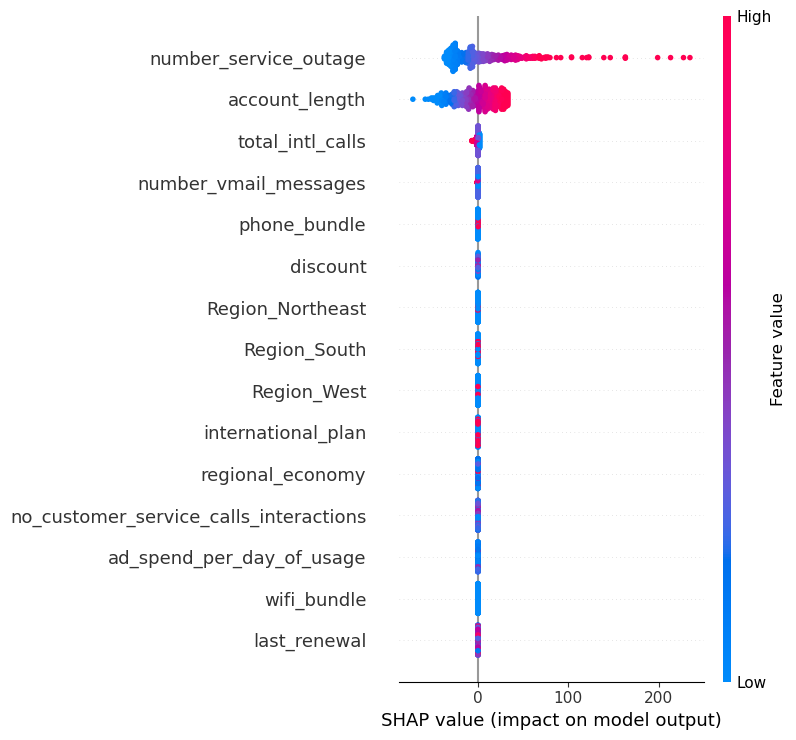 High
number_service_outage
account_length
total_intl_calls
number_vmail_messages
phone_bundle
discount
Region_Northeast
Region_South
Region_West
international_plan
regional_economy
no_customer_service_calls_interactions
ad_spend_per_day_of_usage
wifi_bundle
last_renewal
Feature value
Low
0 100 200
SHAP value (impact on model output)